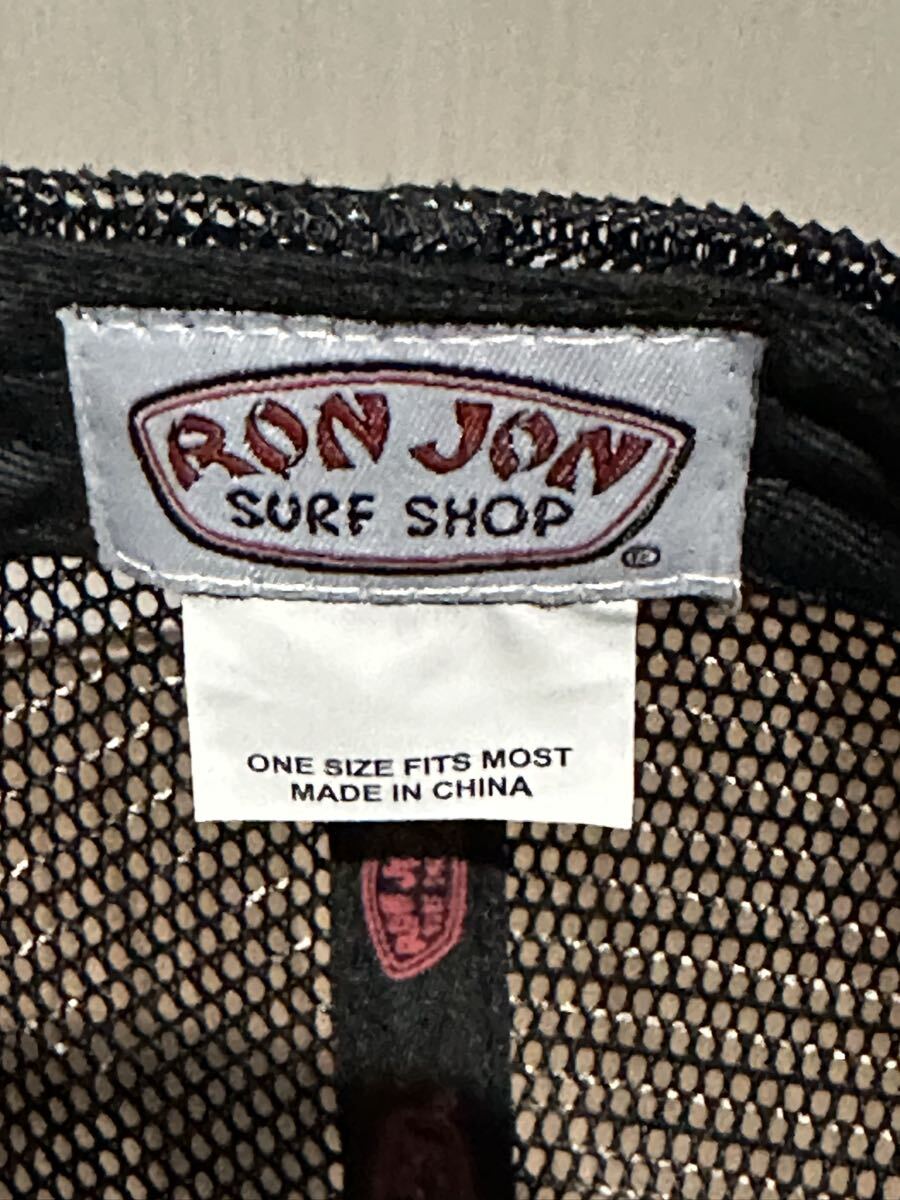 RON JON
SURF SHOP
®
ONE SIZE FITS MOST
MADE IN CHINA